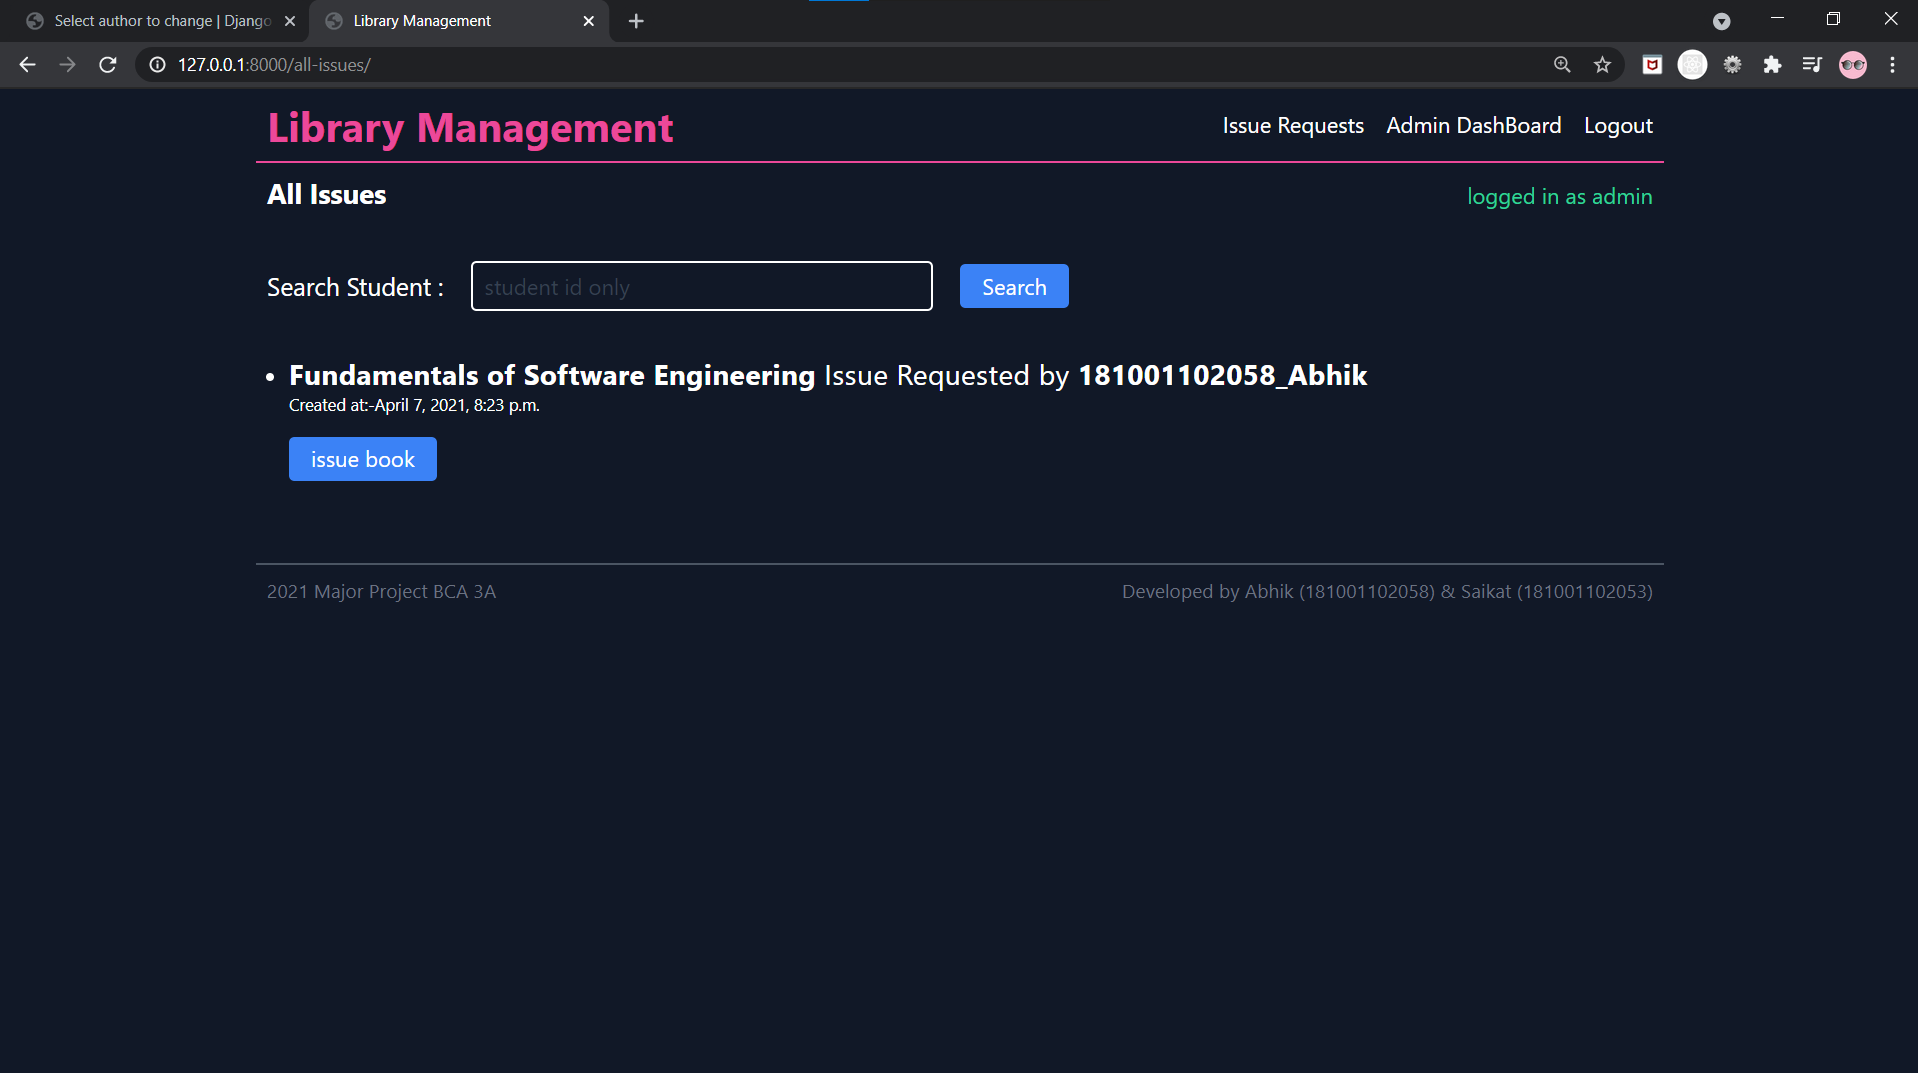 Select author to change | Django
Library Management
127.0.0.1:8000/all-issues/
Library Management
Issue Requests Admin DashBoard Logout
All Issues
logged in as admin
Search Student :
student id only
Search
Fundamentals of Software Engineering Issue Requested by 181001102058_Abhik
Created at:-April 7, 2021, 8:23 p.m.
issue book
2021 Major Project BCA 3A
Developed by Abhik (181001102058) & Saikat (181001102053)